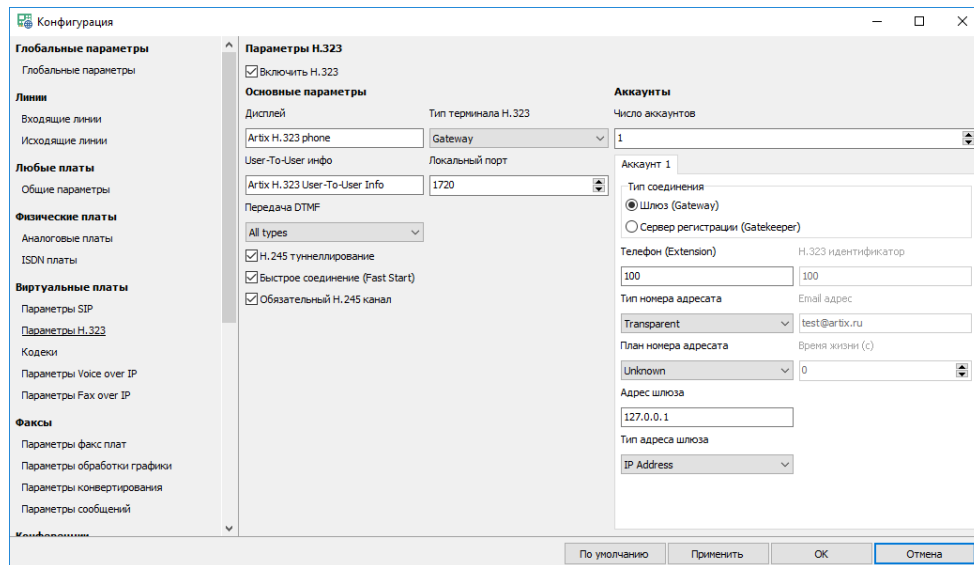 Конфигурация
Глобальные параметры
Глобальные параметры
Линии
Входящие линии
Исходящие линии
Любые платы
Общие параметры
Физические платы
Аналоговые платы
ISDN платы
Виртуальные платы
Параметры SIP
Параметры H.323
Кодеки
Параметры Voice over IP
Параметры Fax over IP
Факсы
Параметры факс плат
Параметры обработки графики
Параметры конвертирования
Параметры сообщений
Конференции
Параметры H.323
Включить H.323
Основные параметры
Дисплей
Тип терминала H.323
Artix H.323 phone
Gateway
User-To-User инфо
Локальный порт
Artix H.323 User-To-User Info
1720
Передача DTMF
All types
H.245 туннеллирование
Быстрое соединение (Fast Start)
Обязательный H.245 канал
Аккаунты
Число аккаунтов
1
Аккаунт 1
Тип соединения
Шлюз (Gateway)
Сервер регистрации (Gatekeeper)
Телефон (Extension)
H.323 идентификатор
100
100
Тип номера адресата
Email адрес
Transparent
test@artix.ru
План номера адресата
Время жизни (с)
Unknown
0
Адрес шлюза
127.0.0.1
Тип адреса шлюза
IP Address
По умолчанию
Применить
OK
Отмена